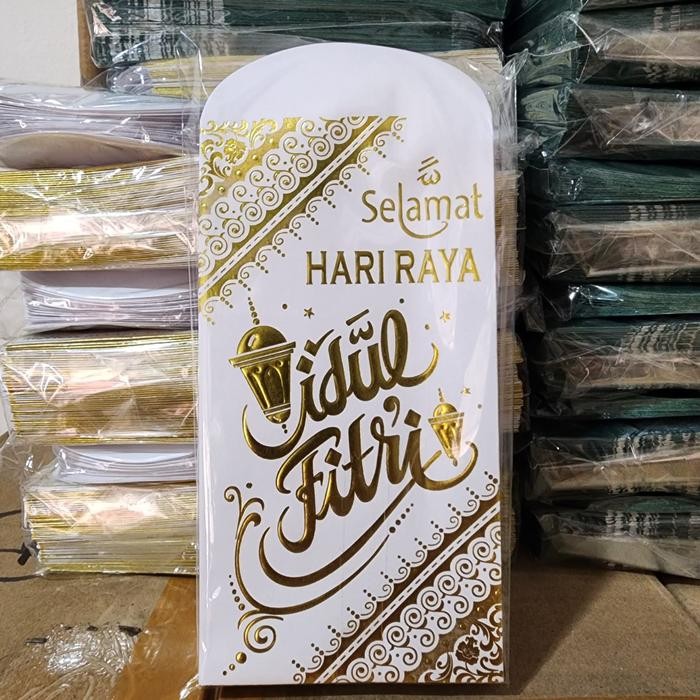 Selamat
HARI RAYA
'idul
Fitri